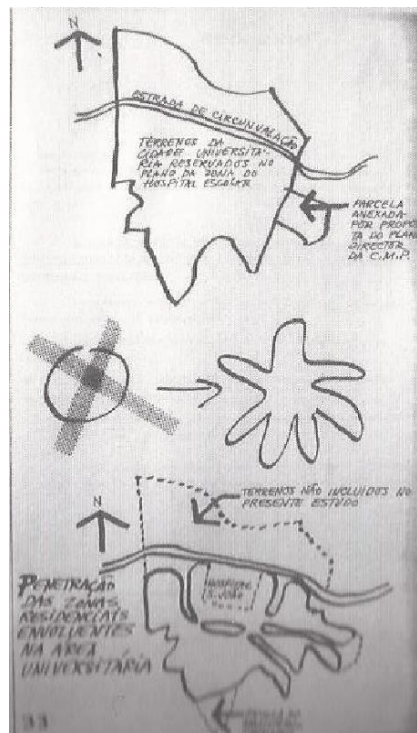 N
ESTRADA DE CIRCUNVALAÇÃO
TERRENOS DA
CIDADE UNIVERSITÁ-
RIA RESERVADOS NO
PLANO DA ZONA DO
HOSPITAL ESCOLAR
PARCELA
ANEXADA
POR PROPOS
TA DO PLANO
DIRECTOR
DA C.M.P.
TERRENOS NÃO INCLUIDOS NO
PRESENTE ESTUDO
N
HOSPITAL
S. JOÃO
PENETRAÇÃO
DAS ZONAS
RESIDENCIAIS
ENVOLVENTES
NA ÁREA
UNIVERSITÁRIA
33